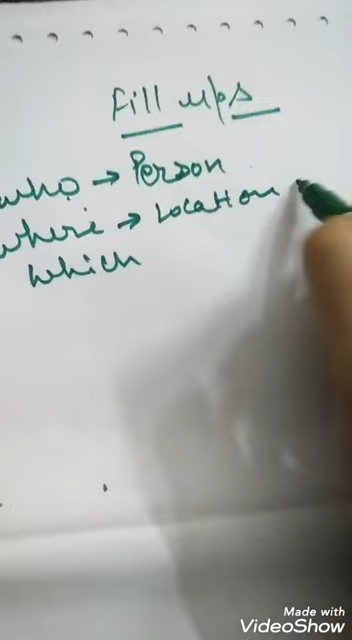 Fill ups
who → Person
where → Location
which
Made with
VideoShow